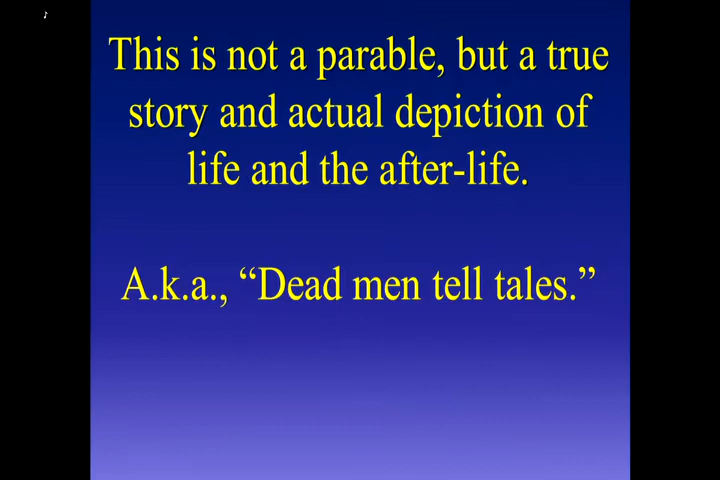 ♪
This is not a parable, but a true
story and actual depiction of
life and the after-life.
A.k.a., “Dead men tell tales.”